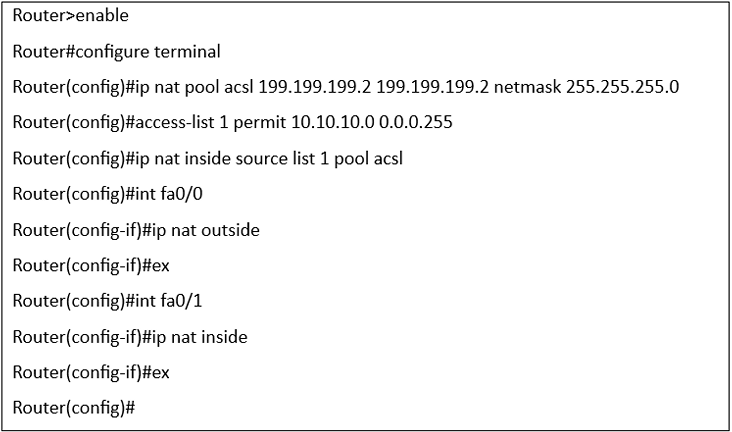 Router>enable
Router#configure terminal
Router(config)#ip nat pool acsl 199.199.199.2 199.199.199.2 netmask 255.255.255.0
Router(config)#access-list 1 permit 10.10.10.0 0.0.0.255
Router(config)#ip nat inside source list 1 pool acsl
Router(config)#int fa0/0
Router(config-if)#ip nat outside
Router(config-if)#ex
Router(config)#int fa0/1
Router(config-if)#ip nat inside
Router(config-if)#ex
Router(config)#